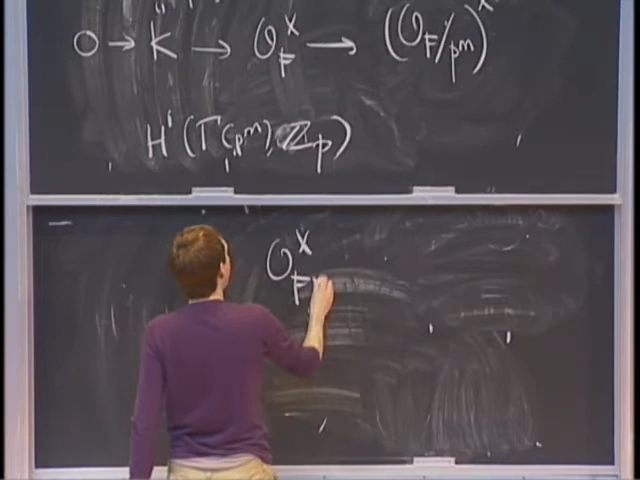 0 → K → O_F^× → (O_F/p^m)^×
H^1(Γ(p^m), Z_p)
O_F^×